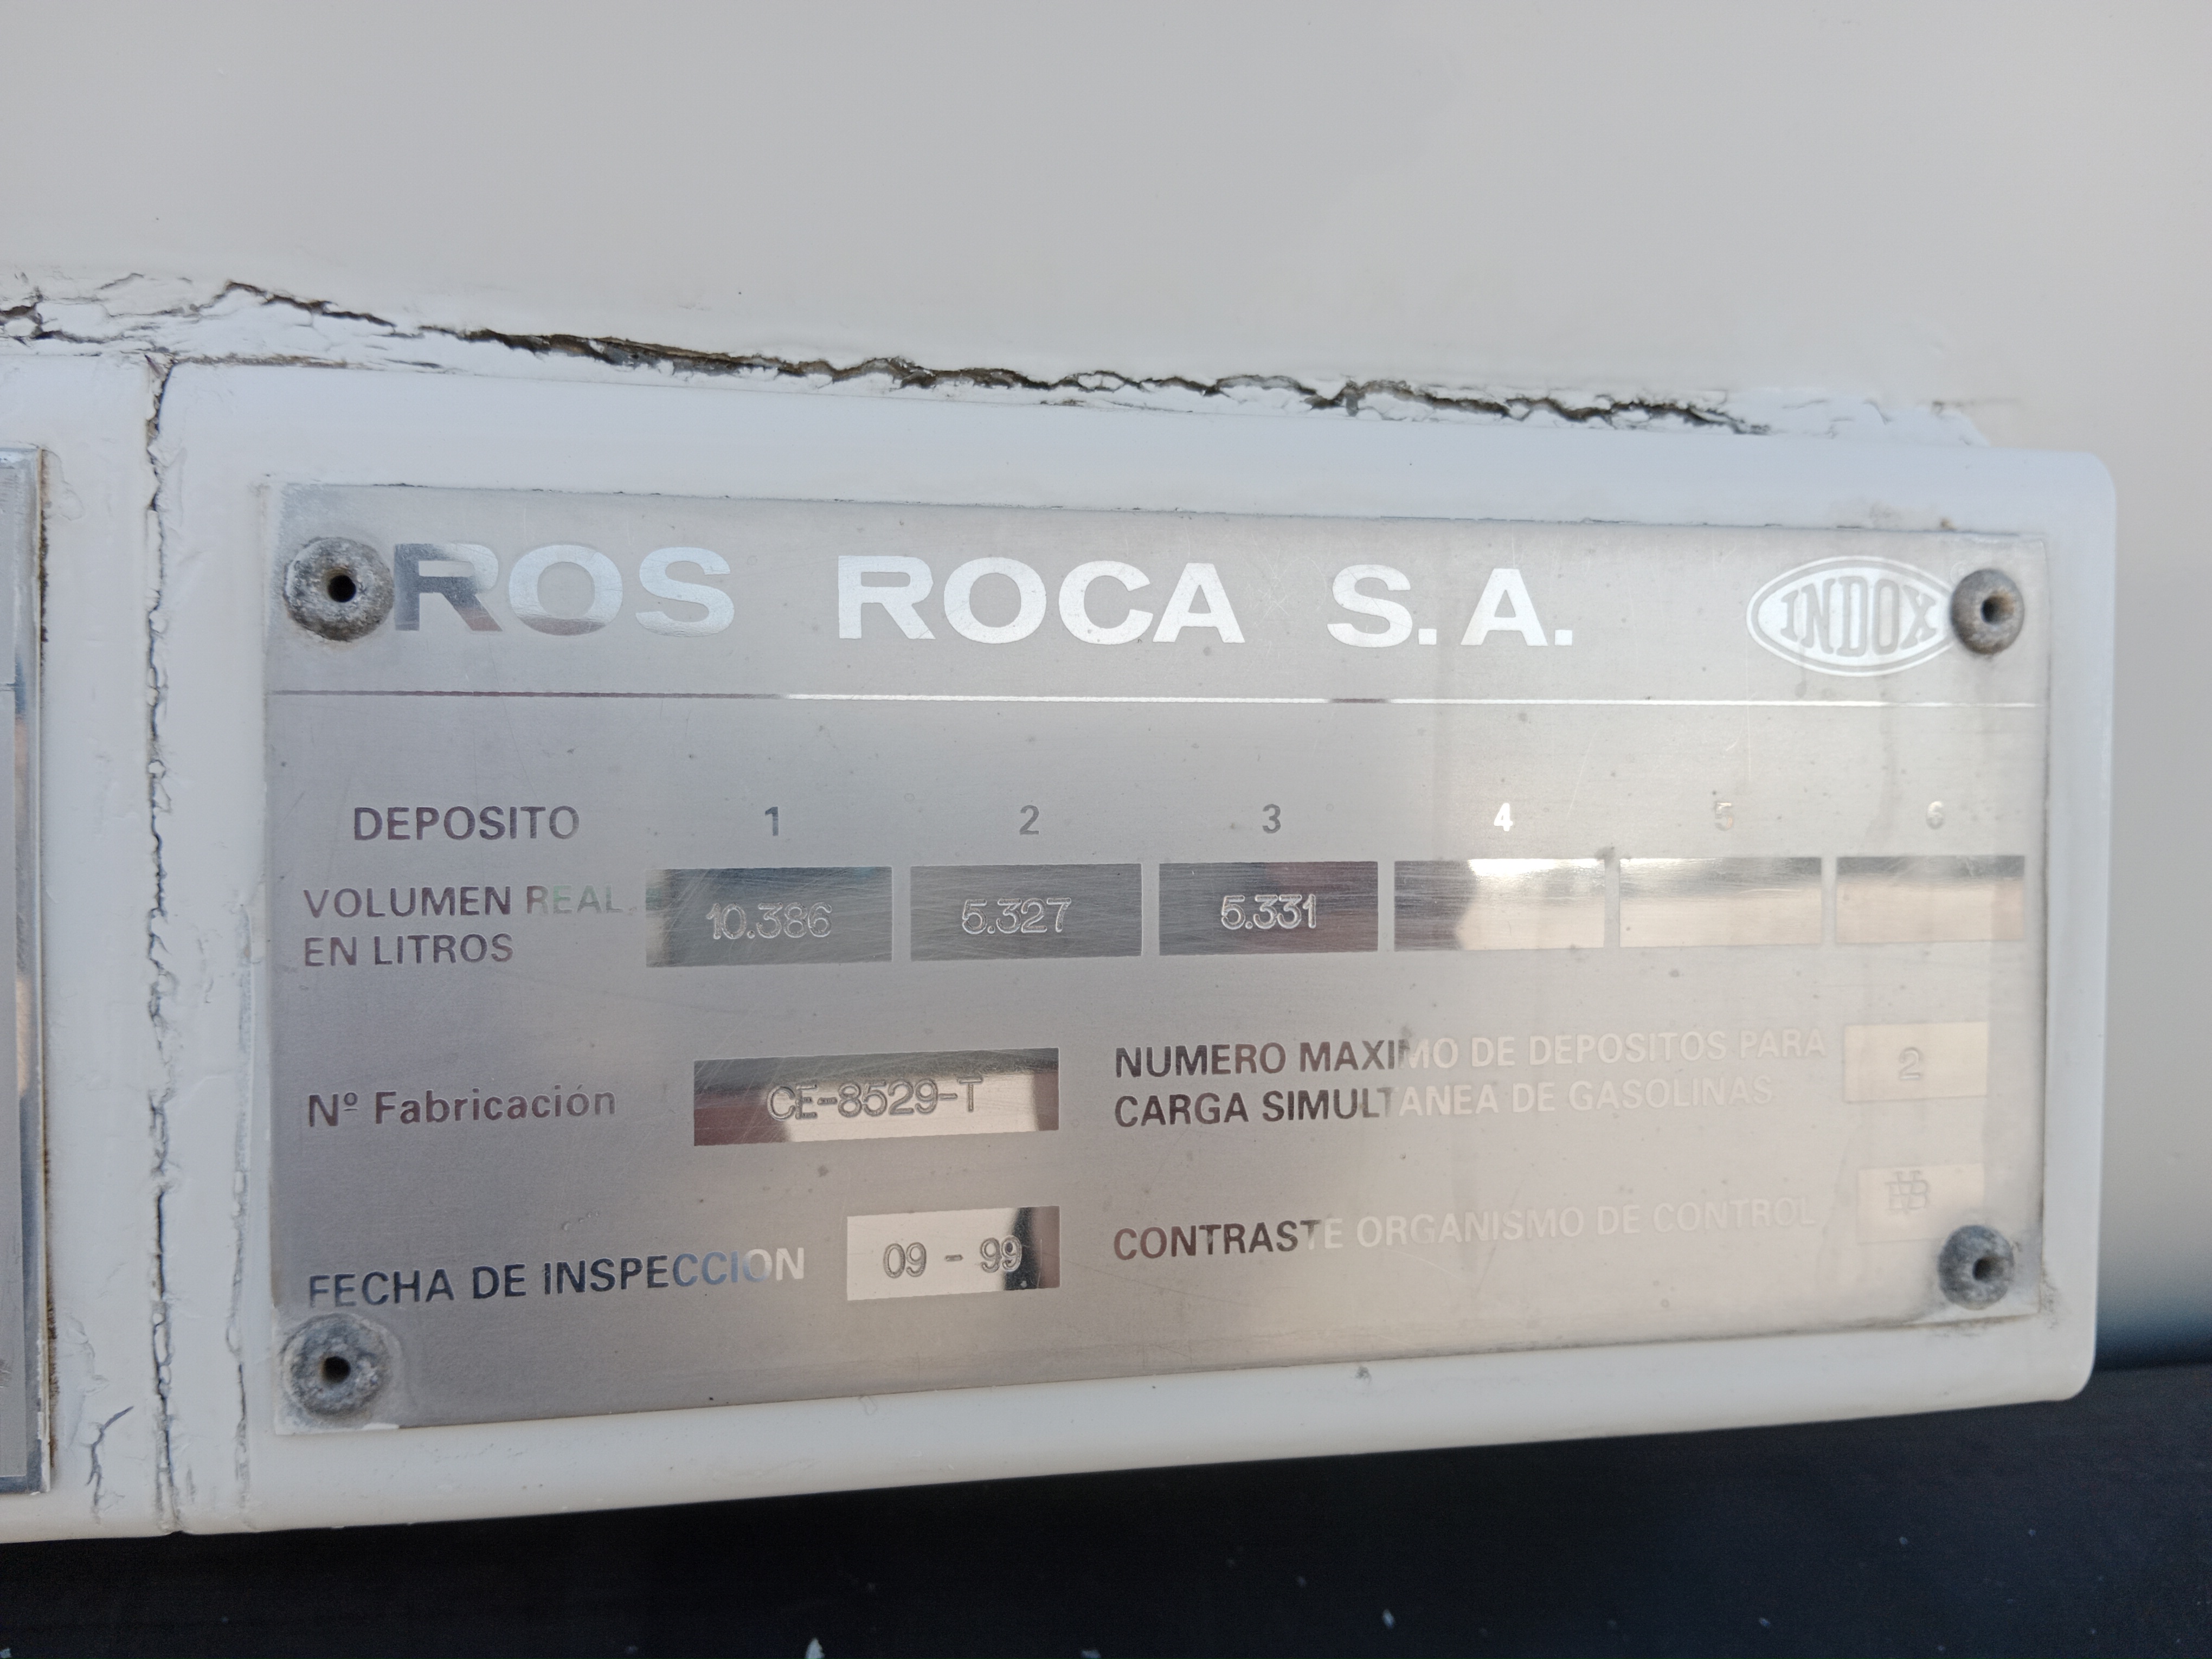 ROS ROCA S.A.
INDOX
DEPOSITO 1 2 3 4 5 6
VOLUMEN REAL
EN LITROS
10.386 5.327 5.331
Nº Fabricación CE-8529-T
NUMERO MAXIMO DE DEPOSITOS PARA
CARGA SIMULTANEA DE GASOLINAS
2
FECHA DE INSPECCION 09 - 99
CONTRASTE ORGANISMO DE CONTROL